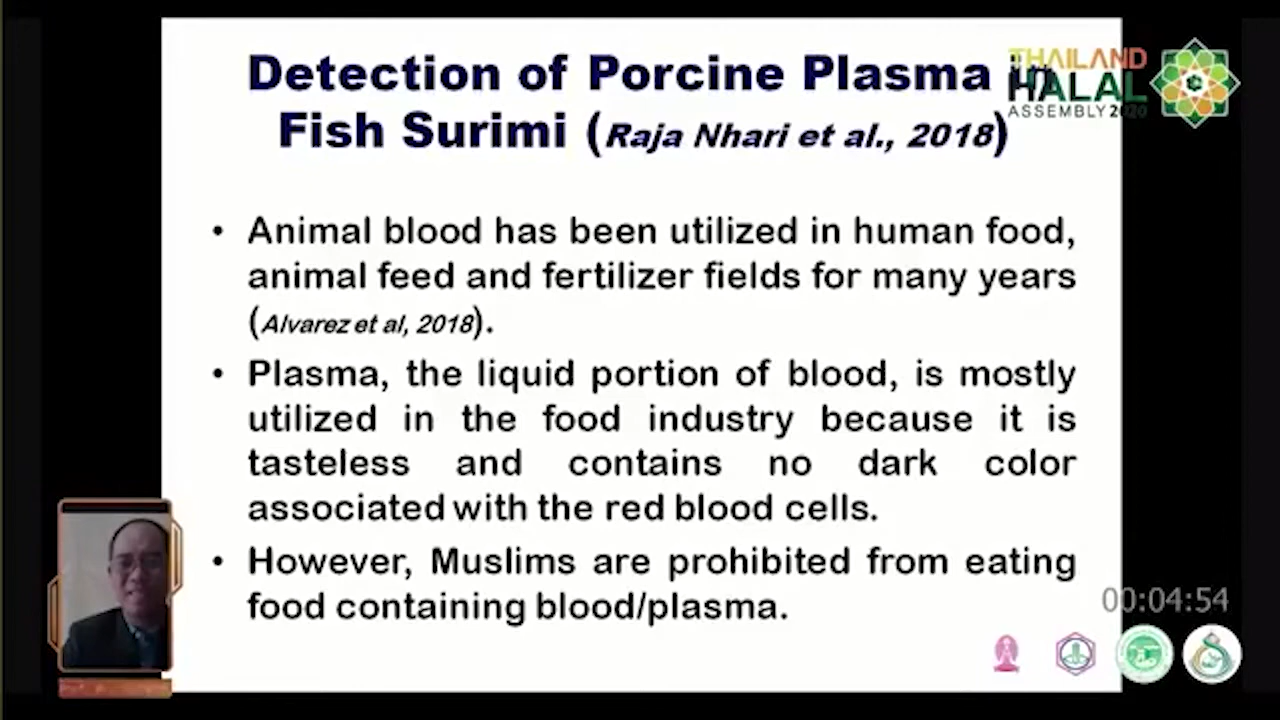 Detection of Porcine Plasma in
Fish Surimi (Raja Nhari et al., 2018)
THAILAND
HALAL
ASSEMBLY 2020
• Animal blood has been utilized in human food,
animal feed and fertilizer fields for many years
(Alvarez et al, 2018).
• Plasma, the liquid portion of blood, is mostly
utilized in the food industry because it is
tasteless and contains no dark color
associated with the red blood cells.
• However, Muslims are prohibited from eating
food containing blood/plasma.
00:04:54